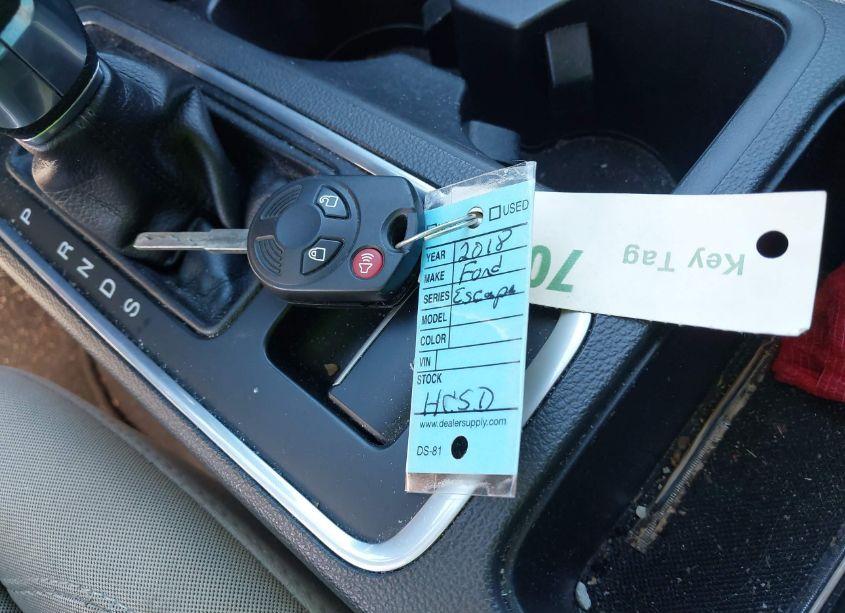 P
R
N
D
S
USED
YEAR 2018
MAKE Ford
SERIES Escape
MODEL
COLOR
VIN
STOCK
HCSD
www.dealersupply.com
DS-81
70
Key Tag